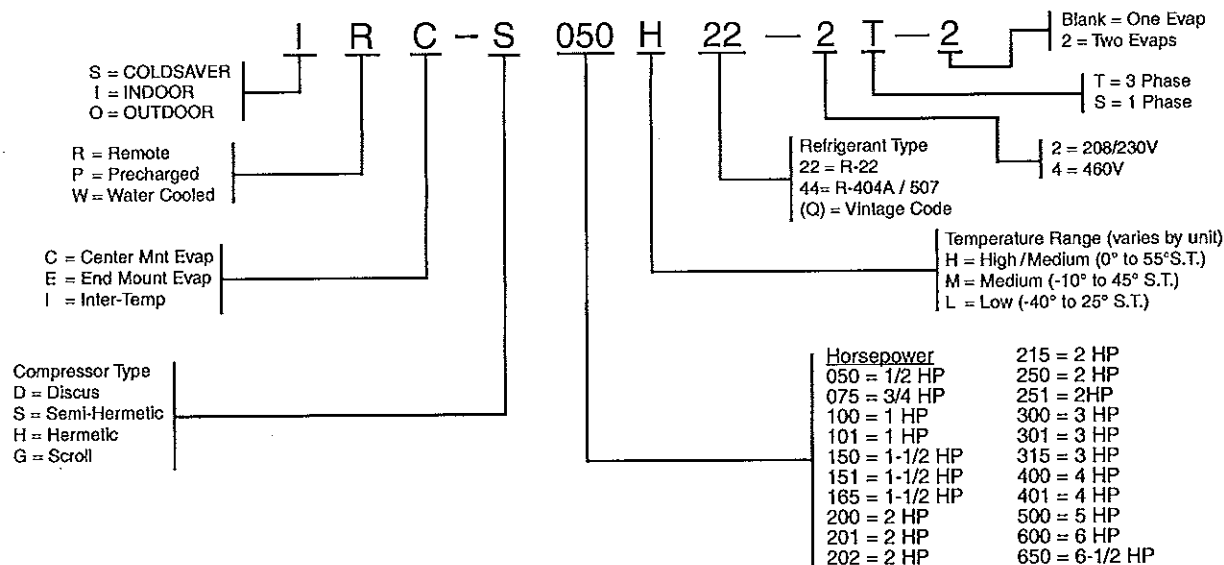 I R C - S 050 H 22 - 2 T - 2
S = COLDSAVER
I = INDOOR
O = OUTDOOR
R = Remote
P = Precharged
W = Water Cooled
C = Center Mnt Evap
E = End Mount Evap
I = Inter-Temp
Compressor Type
D = Discus
S = Semi-Hermetic
H = Hermetic
G = Scroll
Blank = One Evap
2 = Two Evaps
T = 3 Phase
S = 1 Phase
2 = 208/230V
4 = 460V
Refrigerant Type
22 = R-22
44= R-404A / 507
(Q) = Vintage Code
Temperature Range (varies by unit)
H = High/Medium (0° to 55°S.T.)
M = Medium (-10° to 45° S.T.)
L = Low (-40° to 25° S.T.)
Horsepower
050 = 1/2 HP
075 = 3/4 HP
100 = 1 HP
101 = 1 HP
150 = 1-1/2 HP
151 = 1-1/2 HP
165 = 1-1/2 HP
200 = 2 HP
201 = 2 HP
202 = 2 HP
215 = 2 HP
250 = 2 HP
251 = 2HP
300 = 3 HP
301 = 3 HP
315 = 3 HP
400 = 4 HP
401 = 4 HP
500 = 5 HP
600 = 6 HP
650 = 6-1/2 HP